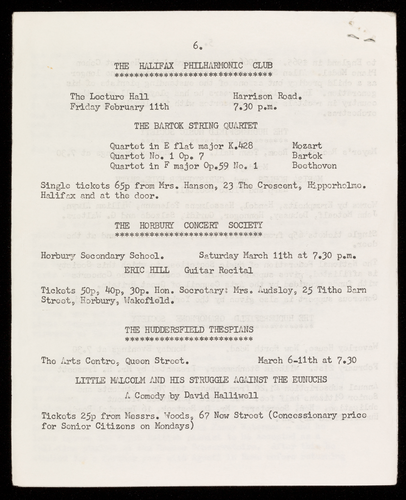 6.
THE HALIFAX PHILHARMONIC CLUB
********************************
The Lecture Hall Harrison Road.
Friday February 11th 7.30 p.m.
THE BARTOK STRING QUARTET
Quartet in E flat major K.428 Mozart
Quartet No. 1 Op. 7 Bartok
Quartet in F major Op.59 No. 1 Beethoven
Single tickets 65p from Mrs. Hanson, 23 The Crescent, Hipperholme.
Halifax and at the door.
THE HORBURY CONCERT SOCIETY
******************************
Horbury Secondary School. Saturday March 11th at 7.30 p.m.
ERIC HILL Guitar Recital
Tickets 50p, 40p, 30p. Hon. Secretary: Mrs. Audsley, 25 Tithe Barn
Street, Horbury, Wakefield.
THE HUDDERSFIELD THESPIANS
**************************
The Arts Centre, Queen Street. March 6-11th at 7.30
LITTLE MALCOLM AND HIS STRUGGLE AGAINST THE EUNUCHS
A Comedy by David Halliwell
Tickets 25p from Messrs. Woods, 67 New Street (Concessionary price
for Senior Citizens on Mondays)